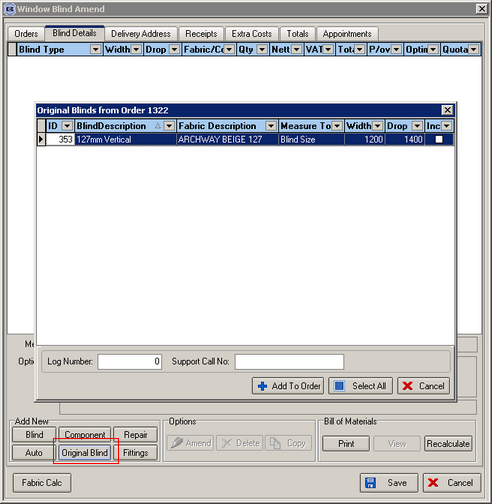 Window Blind Amend
Orders Blind Details Delivery Address Receipts Extra Costs Totals Appointments
Blind Type Width Drop Fabric/Co Qty Nett VAT Tota P/ov Optin Quota
Original Blinds from Order 1322
ID BlindDescription Fabric Description Measure To Width Drop Inc
353 127mm Vertical ARCHWAY BEIGE 127 Blind Size 1200 1400
Me
Log Number: 0 Support Call No:
Optio
Add To Order Select All Cancel
Add New Options Bill of Materials
Blind Component Repair Amend Delete Copy Print View Recalculate
Auto Original Blind Fittings
Fabric Calc Save Cancel